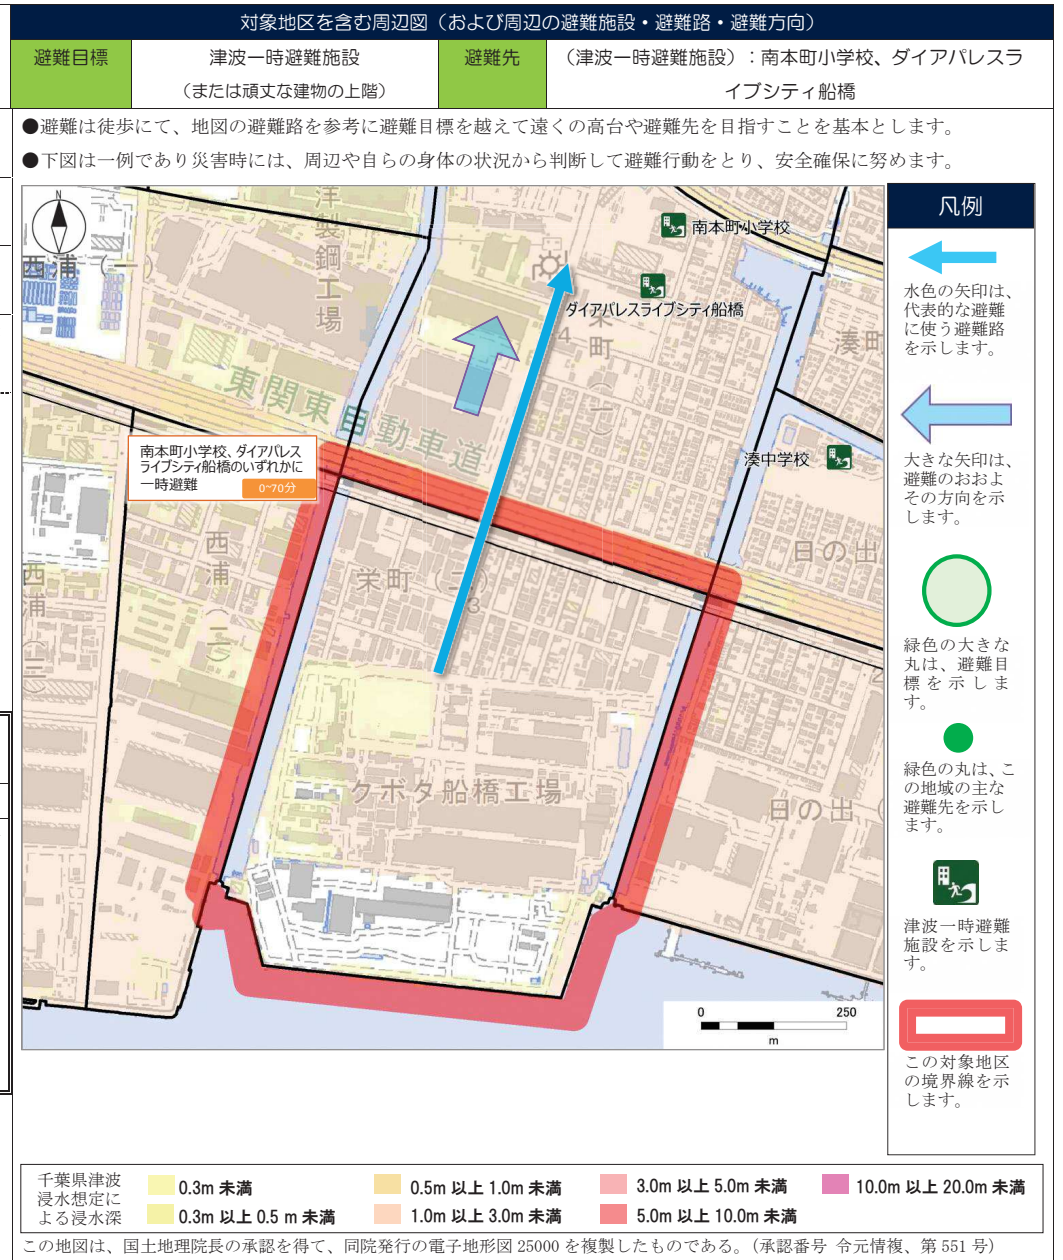 対象地区を含む周辺図（および周辺の避難施設・避難路・避難方向）
避難目標
津波一時避難施設
（または頑丈な建物の上階）
避難先
（津波一時避難施設）：南本町小学校、ダイアパレスラ
イブシティ船橋
●避難は徒歩にて、地図の避難路を参考に避難目標を越えて遠くの高台や避難先を目指すことを基本とします。
●下図は一例であり災害時には、周辺や自らの身体の状況から判断して避難行動をとり、安全確保に努めます。
N
洋製鋼工場
西浦（一）
南本町小学校
ダイアパレスライブシティ船橋
4
栄町（一）
湊町
東関東自動車道
南本町小学校、ダイアパレス
ライブシティ船橋のいずれかに
一時避難
0~70分
湊中学校
日の出
西浦（二）
西浦（三）
栄町（二）
3
2
クボタ船橋工場
日の出（
0
250
m
凡例
水色の矢印は、
代表的な避難
に使う避難路
を示します。
大きな矢印は、
避難のおおよ
その方向を示
します。
緑色の大きな
丸は、避難目
標を示しま
す。
緑色の丸は、こ
の地域の主な
避難先を示し
ます。
津波一時避難
施設を示しま
す。
この対象地区
の境界線を示
します。
千葉県津波
浸水想定に
よる浸水深
0.3m 未満
0.3m 以上 0.5 m 未満
0.5m 以上 1.0m 未満
1.0m 以上 3.0m 未満
3.0m 以上 5.0m 未満
5.0m 以上 10.0m 未満
10.0m 以上 20.0m 未満
この地図は、国土地理院長の承認を得て、同院発行の電子地形図 25000 を複製したものである。（承認番号 令元情複、第 551 号）